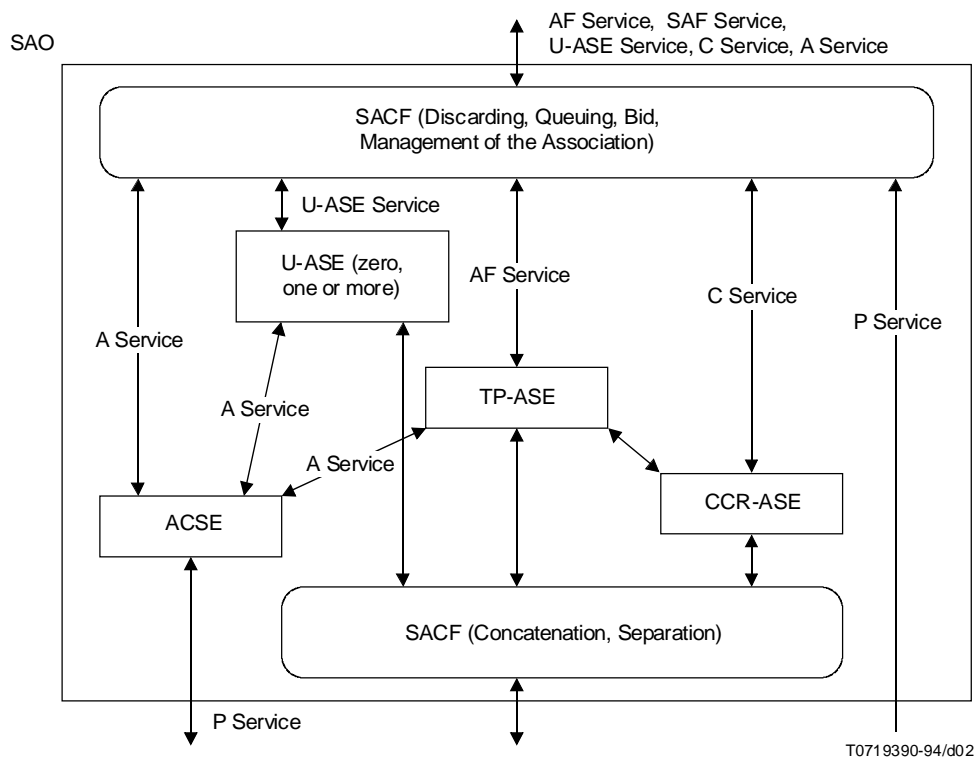 AF Service, SAF Service,
SAO
U-ASE Service, C Service, A Service
SACF (Discarding, Queuing, Bid,
Management of the Association)
U-ASE Service
U-ASE (zero,
one or more)
AF Service
C Service
P Service
A Service
TP-ASE
A Service
A Service
CCR-ASE
ACSE
SACF (Concatenation, Separation)
P Service
T0719390-94/d02